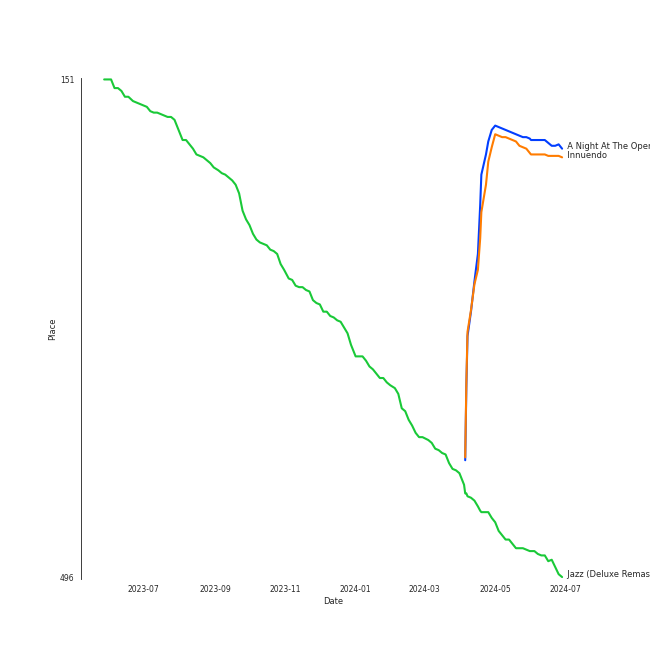 151
A Night At The Oper
Innuendo
Place
Jazz (Deluxe Remas
496
2023-07 2023-09 2023-11 2024-01 2024-03 2024-05 2024-07
Date